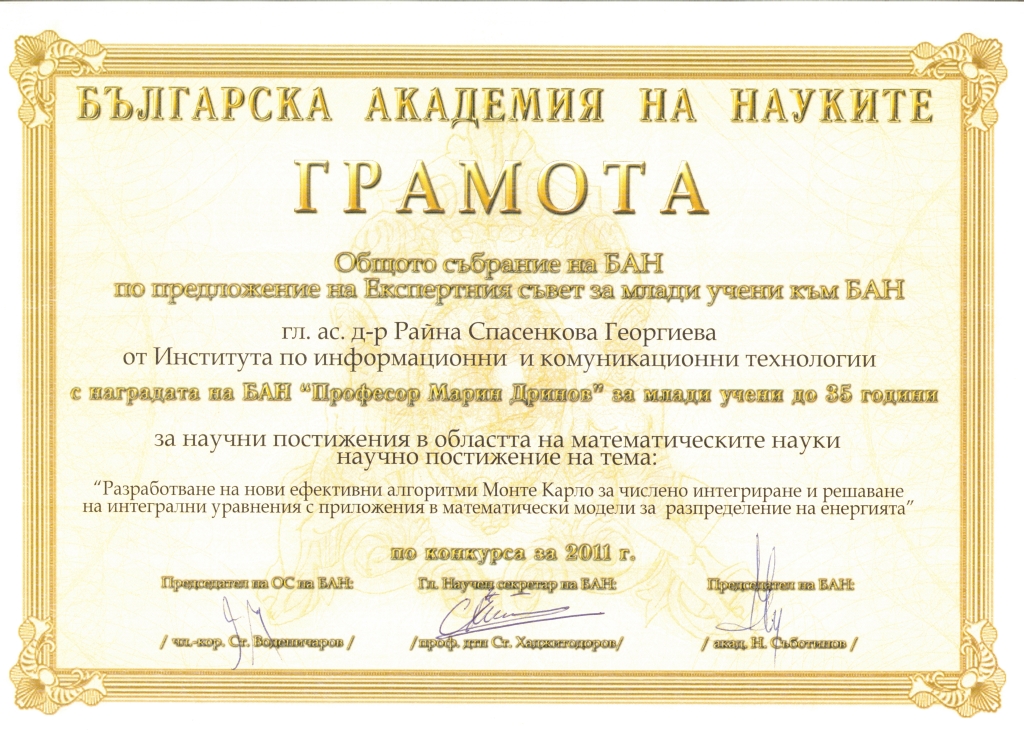 БЪЛГАРСКА АКАДЕМИЯ НА НАУКИТЕ
ГРАМОТА
Общото събрание на БАН
по предложение на Експертния съвет за млади учени към БАН
гл. ас. д-р Райна Спасенкова Георгиева
от Института по информационни и комуникационни технологии
с наградата на БАН “Професор Марин Дринов” за млади учени до 35 години
за научни постижения в областта на математическите науки
научно постижение на тема:
“Разработване на нови ефективни алгоритми Монте Карло за числено интегриране и решаване
на интегрални уравнения с приложения в математически модели за разпределение на енергията”
по конкурса за 2011 г.
Председател на ОС на БАН: Гл. Научен секретар на БАН: Председател на БАН:
/ чл.-кор. Ст. Воденичаров / /проф. дтн Ст. Хаджитодоров/ / акад. Н. Съботинов /